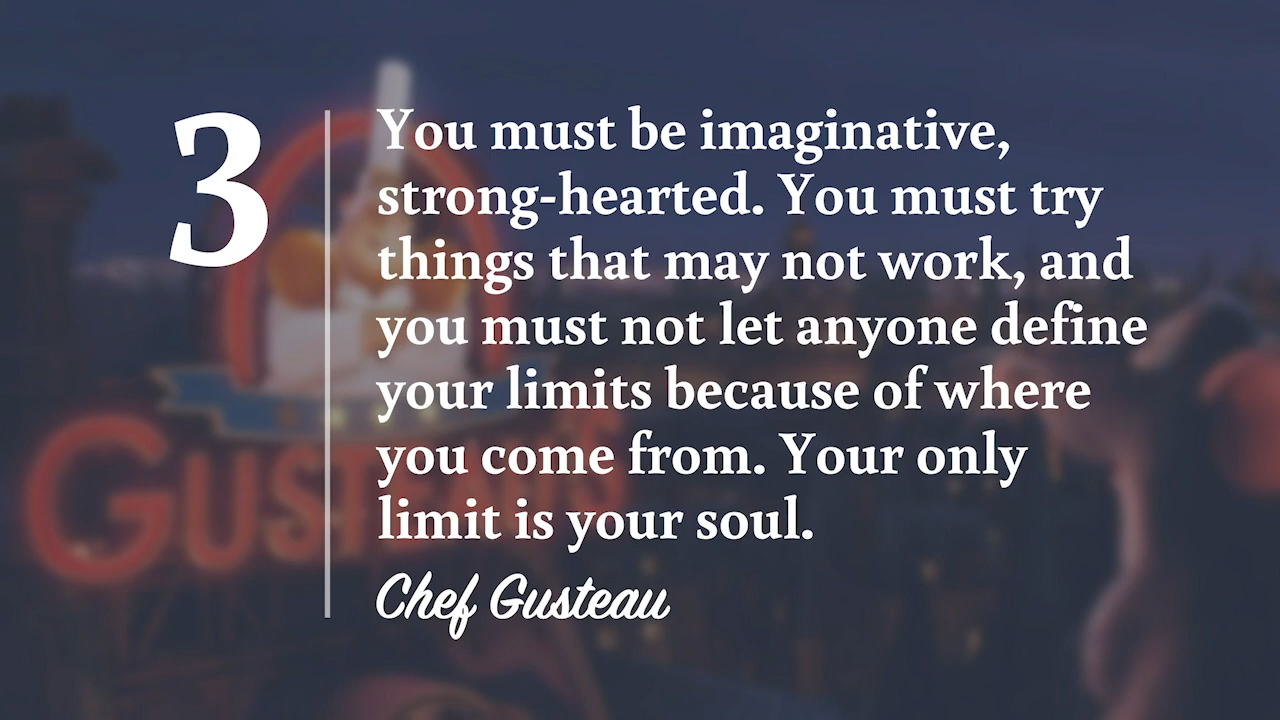 3
You must be imaginative,
strong-hearted. You must try
things that may not work, and
you must not let anyone define
your limits because of where
you come from. Your only
limit is your soul.
Chef Gusteau
GUSTEAU'S